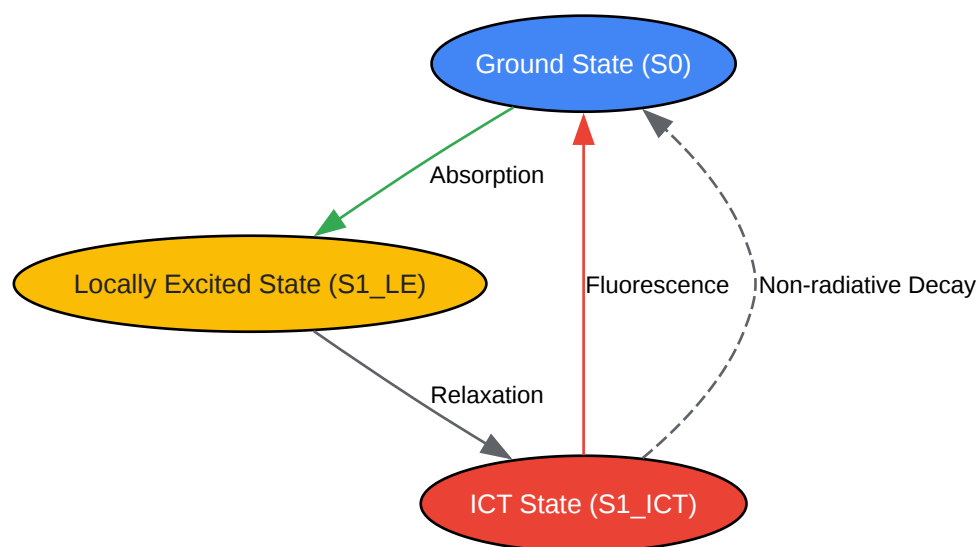 Ground State (S0)
Absorption
Locally Excited State (S1_LE)
Fluorescence
Non-radiative Decay
Relaxation
ICT State (S1_ICT)